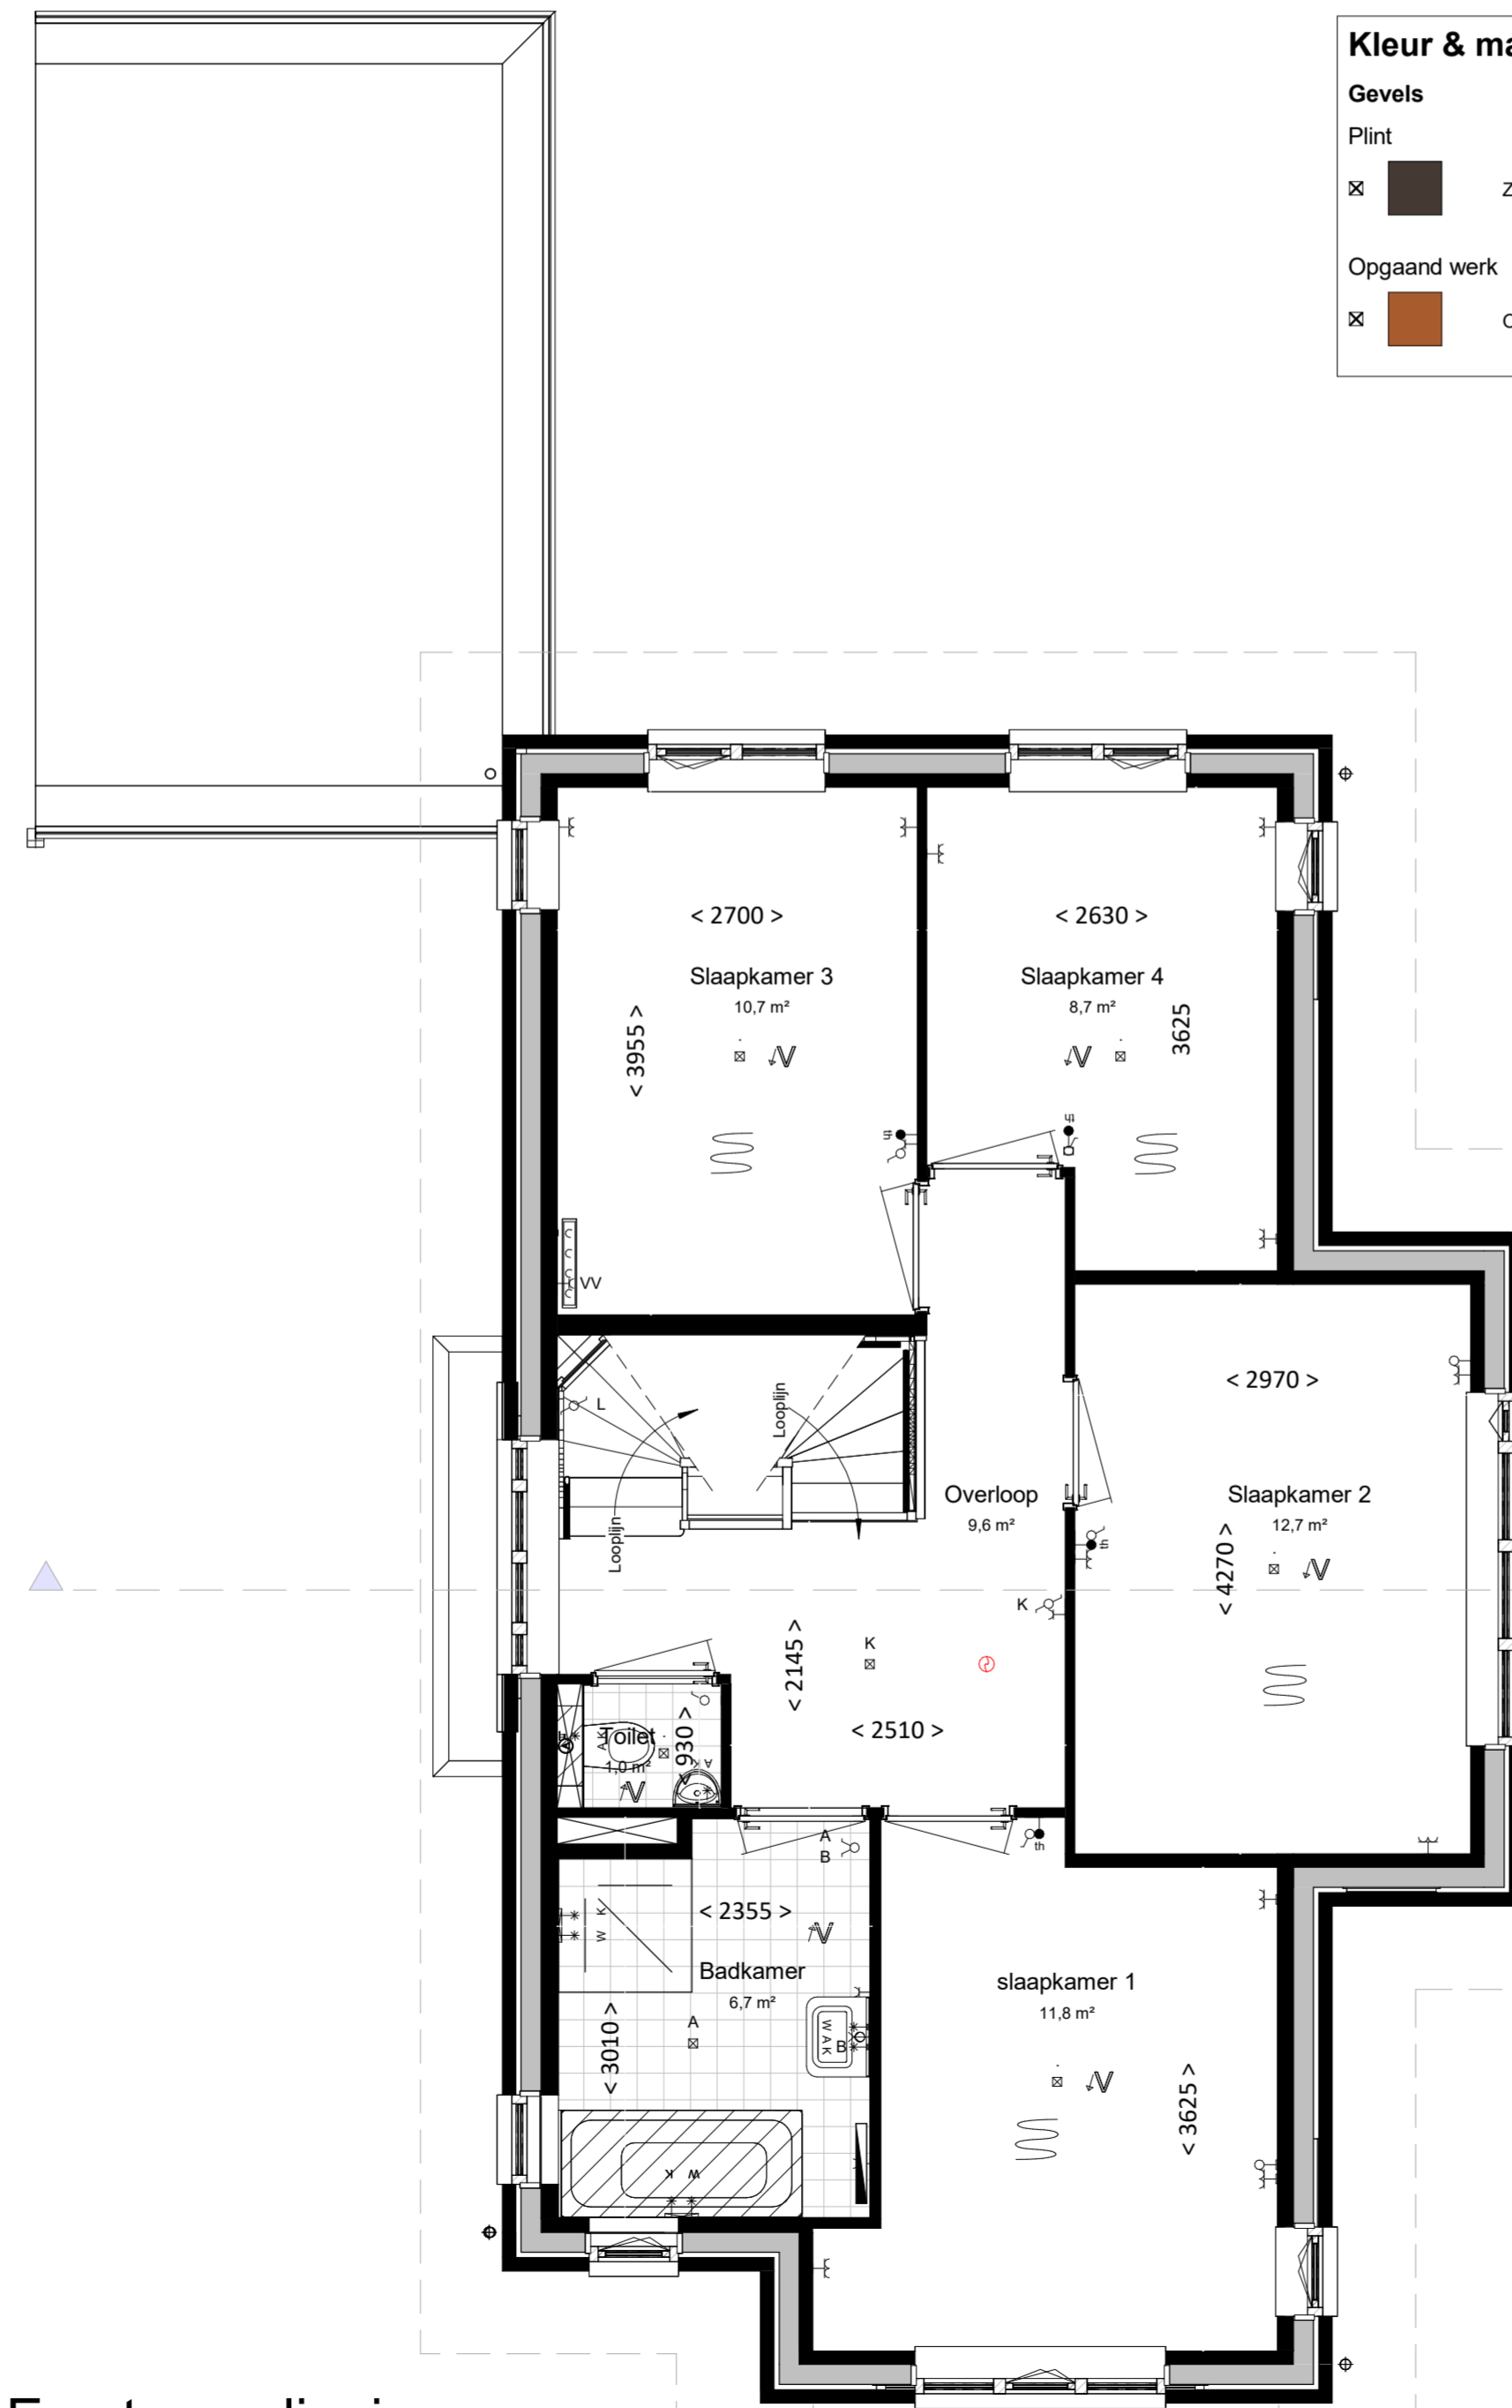 Kleur & ma
Gevels
Plint
Z
Opgaand werk
< 2700 >
< 2630 >
Slaapkamer 3
10,7 m²
Slaapkamer 4
8,7 m²
< 3955 >
3625
V
V
th
th
VV
L
Looplijn
Looplijn
< 2970 >
Overloop
9,6 m²
Slaapkamer 2
12,7 m²
< 4270 >
V
th
K
K
< 2145 >
< 2510 >
Toilet
1,0 m²
< 930 >
A K
A K
V
A
B
th
< 2355 >
W K
V
Badkamer
6,7 m²
slaapkamer 1
11,8 m²
A
W A K
B
< 3010 >
V
< 3625 >
W K